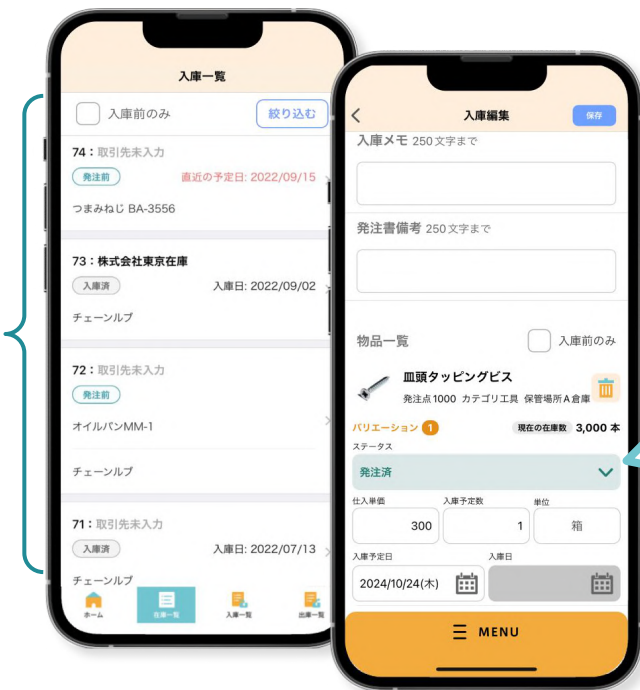 入庫一覧
入庫前のみ
絞り込む
74：取引先未入力
発注前
直近の予定日: 2022/09/15
つまみねじ BA-3556
73：株式会社東京在庫
入庫済
入庫日: 2022/09/02
チェーンルブ
72：取引先未入力
発注前
オイルパンMM-1
チェーンルブ
71：取引先未入力
入庫済
入庫日: 2022/07/13
チェーンルブ
ホーム
在庫一覧
入庫一覧
出庫一覧
入庫編集
保存
入庫メモ 250文字まで
発注書備考 250文字まで
物品一覧
入庫前のみ
皿頭タッピングビス
発注点1000 カテゴリ工具 保管場所A倉庫
バリエーション 1
現在の在庫数 3,000 本
ステータス
発注済
仕入単価
入庫予定数
単位
300
1
箱
入庫予定日
入庫日
2024/10/24(木)
MENU